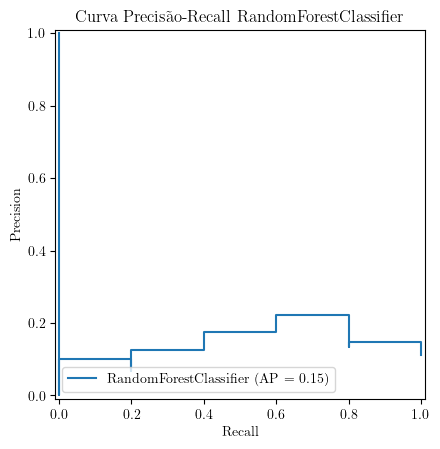 Curva Precisão-Recall RandomForestClassifier
1.0
0.8
0.6
0.4
0.2
0.0
Precision
RandomForestClassifier (AP = 0.15)
0.0 0.2 0.4 0.6 0.8 1.0
Recall